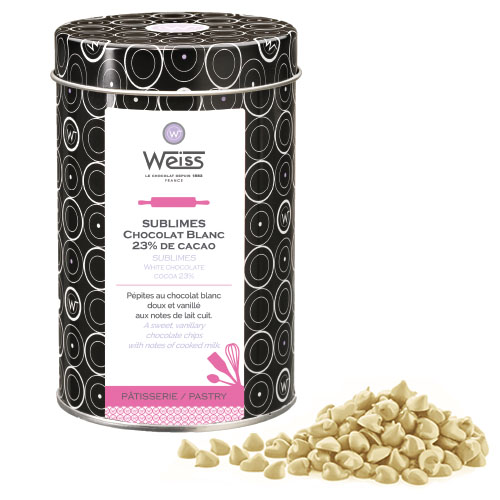 W
Weiss
LE CHOCOLAT DEPUIS 1882
FRANCE
SUBLIMES
CHOCOLAT BLANC
23% DE CACAO
SUBLIMES
WHITE CHOCOLATE
COCOA 23%
Pépites au chocolat blanc
doux et vanillé
aux notes de lait cuit.
A sweet, vanillary
chocolate chips
with notes of cooked milk.
PÂTISSERIE / PASTRY